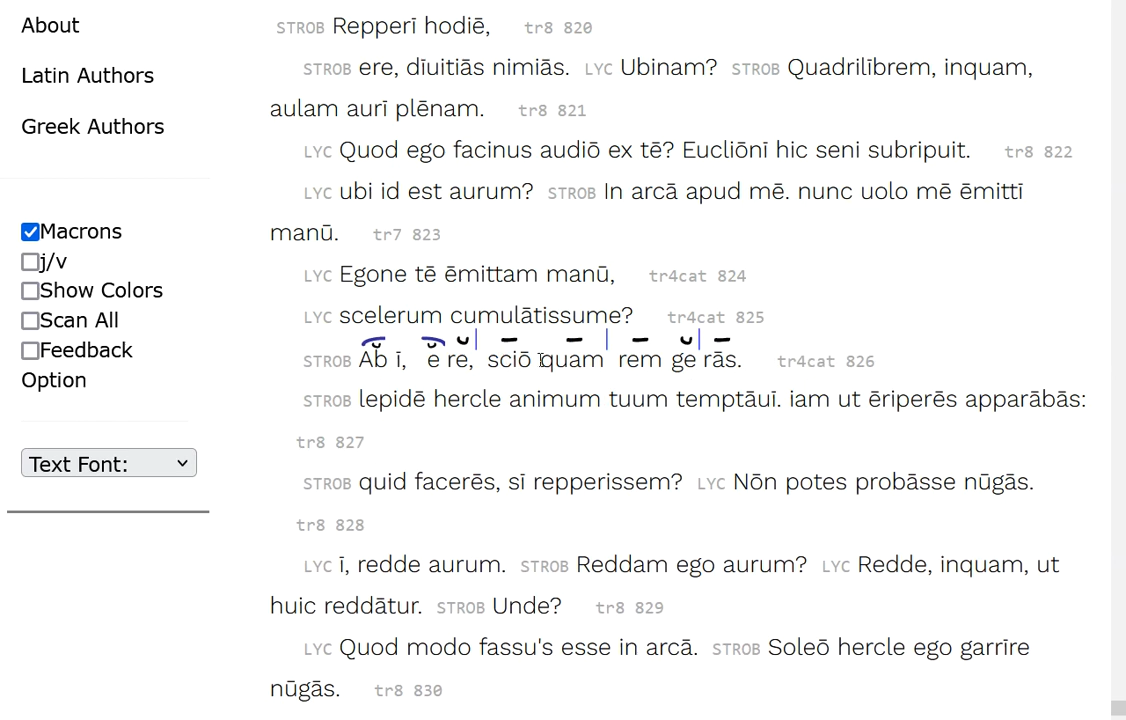 About
Latin Authors
Greek Authors
Macrons
j/v
Show Colors
Scan All
Feedback
Option
Text Font:
STROB Repperī hodiē, tr8 820
STROB ere, dīuitiās nimiās. LYC Ubinam? STROB Quadrilībrem, inquam,
aulam aurī plēnam. tr8 821
LYC Quod ego facinus audiō ex tē? Eucliōnī hic seni subripuit. tr8 822
LYC ubi id est aurum? STROB In arcā apud mē. nunc uolo mē ēmittī
manū. tr7 823
LYC Egone tē ēmittam manū, tr4cat 824
LYC scelerum cumulātissume? tr4cat 825
STROB Ab ī, e re, sciō quam rem ge rās. tr4cat 826
STROB lepidē hercle animum tuum temptāuī. iam ut ēriperēs apparābās:
tr8 827
STROB quid facerēs, sī repperissem? LYC Nōn potes probāsse nūgās.
tr8 828
LYC ī, redde aurum. STROB Reddam ego aurum? LYC Redde, inquam, ut
huic reddātur. STROB Unde? tr8 829
LYC Quod modo fassu's esse in arcā. STROB Soleō hercle ego garrīre
nūgās. tr8 830